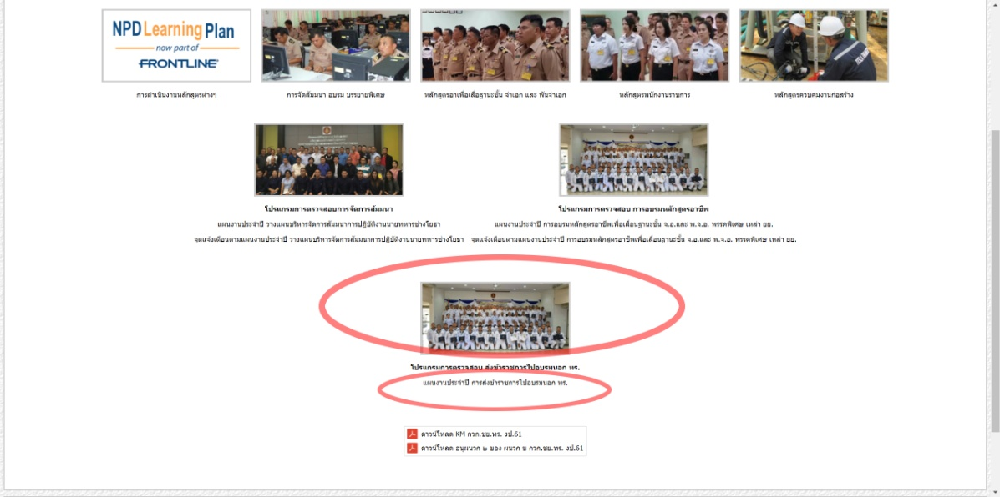 NPD Learning Plan
now part of
FRONTLINE
การดำเนินงานหลักสูตรต่างๆ
การจัดสัมมนา อบรม บรรยายพิเศษ
หลักสูตรอาเพื่อเลื่อฐานะชั้น จ่าเอก และ พันจ่าเอก
หลักสูตรพนักงานราชการ
หลักสูตรควบคุมงานก่อสร้าง
โปรแกรมการตรวจสอบการจัดการสัมมนา
แผนงานประจำปี วางแผนบริหารจัดการสัมมนาการปฏิบัติงานนายทหารช่างโยธา
จุดแจ้งเตือนตามแผนงานประจำปี วางแผนบริหารจัดการสัมมนาการปฏิบัติงานนายทหารช่างโยธา
โปรแกรมการตรวจสอบ การอบรมหลักสูตรอาชีพ
แผนงานประจำปี การอบรมหลักสูตรอาชีพเพื่อเลื่อนฐานะชั้น จ.อ.และ พ.จ.อ. พรรคพิเศษ เหล่า ยย.
จุดแจ้งเตือนตามแผนงานประจำปี การอบรมหลักสูตรอาชีพเพื่อเลื่อนฐานะชั้น จ.อ.และ พ.จ.อ. พรรคพิเศษ เหล่า ยย.
โปรแกรมการตรวจสอบ ส่งข้าราชการไปอบรมนอก ทร.
แผนงานประจำปี การส่งข้าราชการไปอบรมนอก ทร.
ดาวน์โหลด KM กวก.ชย.ทร. งป.61
ดาวน์โหลด อนุผนวก ๒ ของ ผนวก ข กวก.ชย.ทร. งป.61